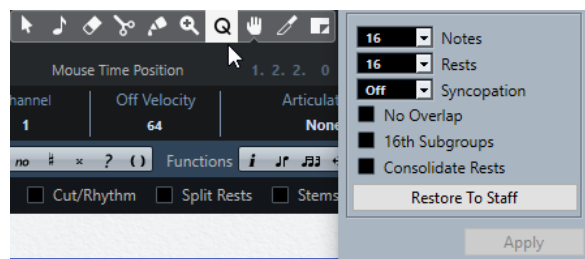 Q
Mouse Time Position 1. 2. 2. 0
hannel Off Velocity Articulat
1 64 None
no ? ( ) Functions i
Cut/Rhythm Split Rests Stems
16 Notes
16 Rests
Off Syncopation
No Overlap
16th Subgroups
Consolidate Rests
Restore To Staff
Apply